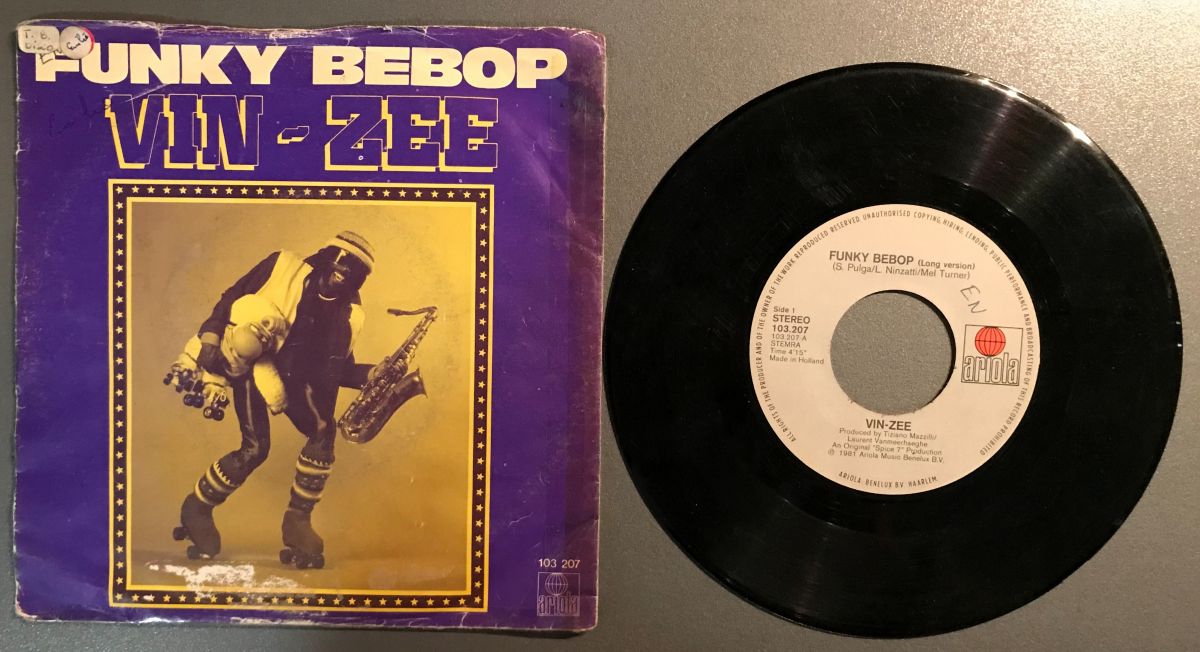 T. B.
FUNKY BEBOP
VIN-ZEE
103 207
ariola
ALL RIGHTS OF THE PRODUCER AND OF THE OWNER OF THE WORK REPRODUCED RESERVED. UNAUTHORISED COPYING, HIRING, LENDING, PUBLIC PERFORMANCE AND BROADCASTING OF THIS RECORD PROHIBITED
FUNKY BEBOP (Long version)
(S. Pulga/L. Ninzatti/Mel Turner)
EN
Side 1
STEREO
103.207
103 207 A
STEMRA
Time 4'15"
Made in Holland
ariola
VIN-ZEE
Produced by Tiziano Mazzilli/
Laurent Vanmeerhaeghe
An Original "Spice 7" Production
℗ 1981 Ariola Music Benelux B.V.
ARIOLA BENELUX B.V. HAARLEM